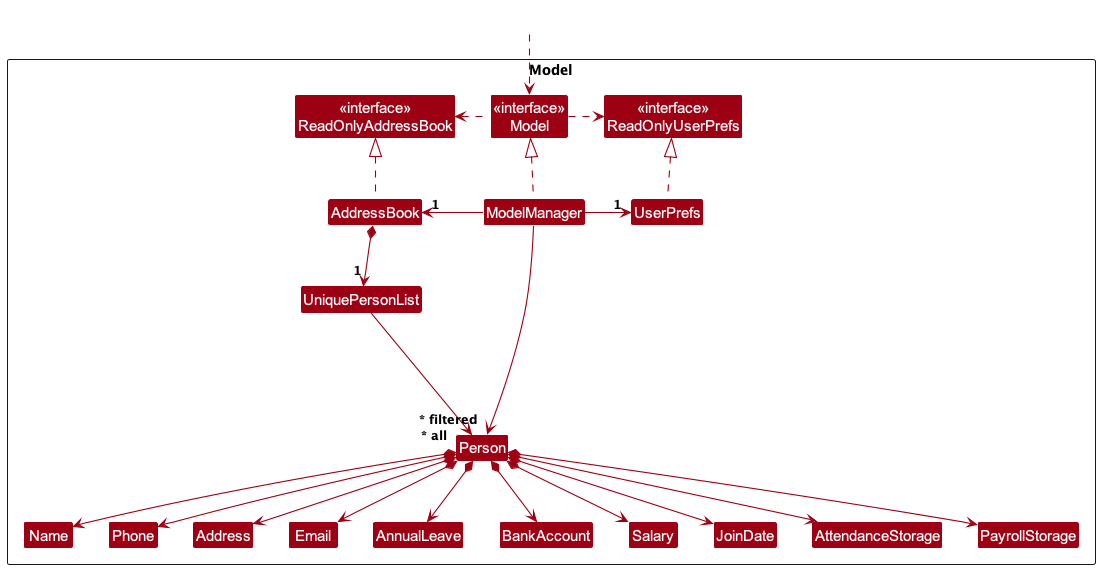 Model
«interface»
ReadOnlyAddressBook
«interface»
Model
«interface»
ReadOnlyUserPrefs
AddressBook
1
ModelManager
1
UserPrefs
1
UniquePersonList
* filtered
* all
Person
Name
Phone
Address
Email
AnnualLeave
BankAccount
Salary
JoinDate
AttendanceStorage
PayrollStorage